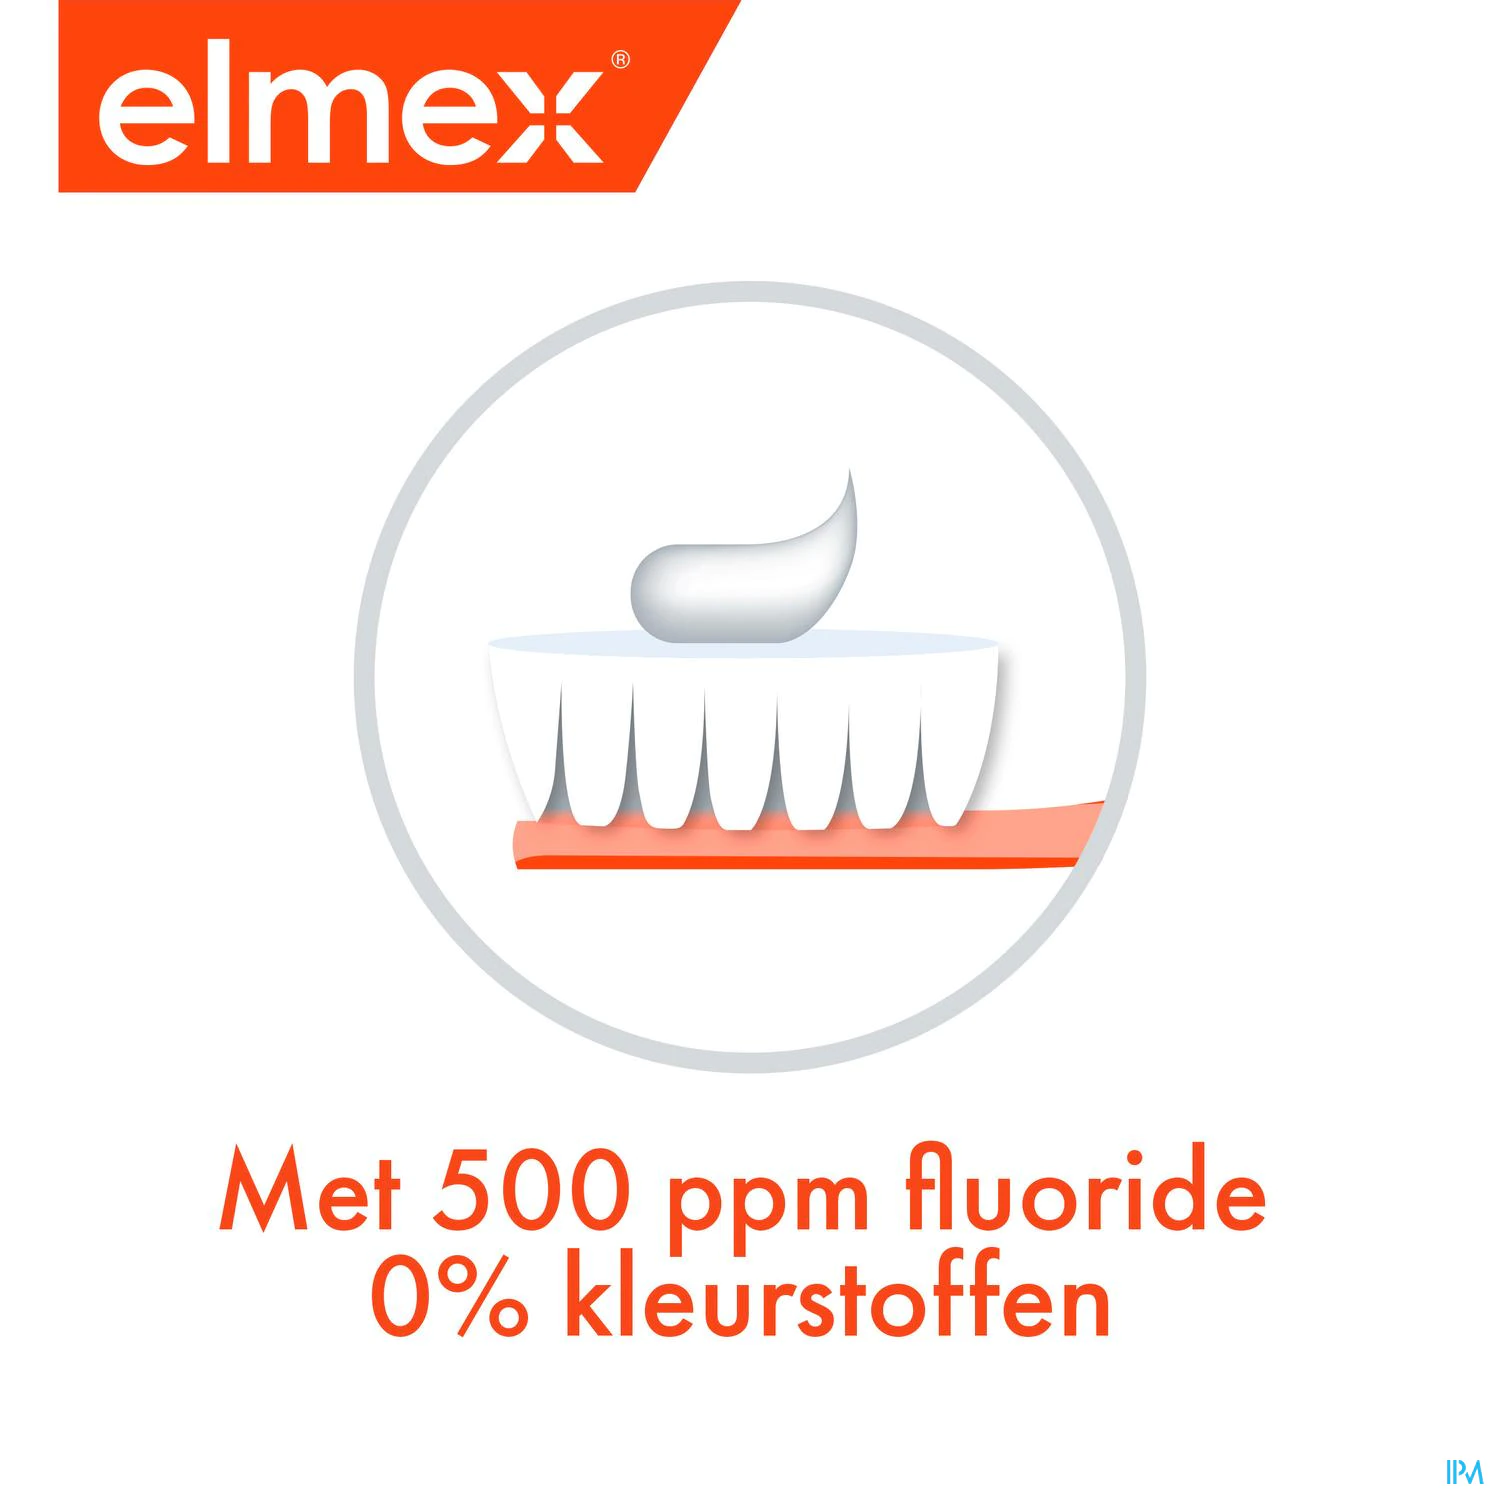 elmex®
Met 500 ppm fluoride
0% kleurstoffen
IPM